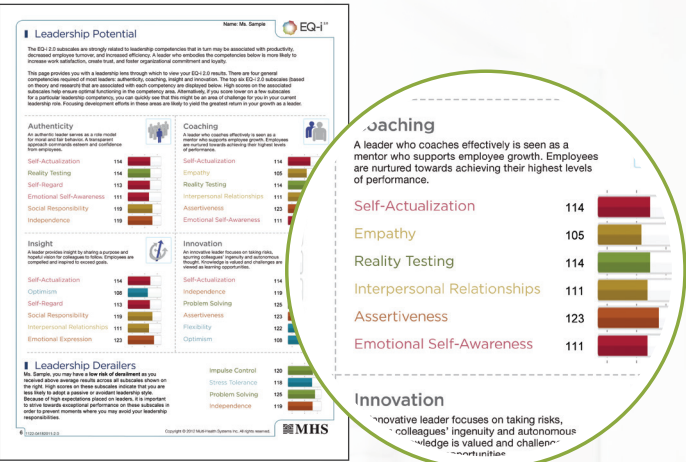 Name: Ms. Sample
EQ-i 2.0
Leadership Potential
The EQ-i 2.0 subscales are strongly related to leadership competencies that in turn may be associated with productivity,
decreased employee turnover, and increased efficiency. A leader who embodies the competencies below is more likely to
increase work satisfaction, create trust, and foster organizational commitment and loyalty.
This page provides you with a leadership lens through which to view your EQ-i 2.0 results. There are four general
competencies required of most leaders: authenticity, coaching, insight and innovation. The top six EQ-i 2.0 subscales (based
on theory and research) that are associated with each competency are displayed below. High scores on the associated
subscales help ensure optimal functioning in the competency area. Alternatively, if you score lower on a few subscales
for a particular leadership competency, you can quickly see that this might be an area of challenge for you in your current
leadership role. Focusing development efforts in these areas are likely to yield the greatest return in your growth as a leader.
Authenticity
An authentic leader serves as a role model
for moral and fair behavior. A transparent
approach commands esteem and confidence
from employees.
Self-Actualization 114
Reality Testing 114
Self-Regard 113
Emotional Self-Awareness 111
Social Responsibility 119
Independence 119
Coaching
A leader who coaches effectively is seen as a
mentor who supports employee growth. Employees
are nurtured towards achieving their highest levels
of performance.
Self-Actualization 114
Empathy 105
Reality Testing 114
Interpersonal Relationships 111
Assertiveness 123
Emotional Self-Awareness 111
Insight
A leader provides insight by sharing a purpose and
hopeful vision for colleagues to follow. Employees are
compelled and inspired to exceed goals.
Self-Actualization 114
Optimism 108
Self-Regard 113
Social Responsibility 119
Interpersonal Relationships 111
Emotional Expression 123
Innovation
An innovative leader focuses on taking risks,
spurring colleagues' ingenuity and autonomous
thought. Knowledge is valued and challenges are
viewed as learning opportunities.
Self-Actualization 114
Independence 119
Problem Solving 125
Assertiveness 123
Flexibility 122
Optimism 108
Leadership Derailers
Ms. Sample, you may have a low risk of derailment as you
received above average results across all subscales shown on
the right. High scores on these subscales indicate that you are
less likely to adopt a passive or avoidant leadership style.
Because of high expectations placed on leaders, it is important
to strive towards exceptional performance on these subscales in
order to prevent moments where you may avoid your leadership
responsibilities.
Impulse Control 120
Stress Tolerance 118
Problem Solving 125
Independence 119
6
Copyright © 2012 Multi-Health Systems Inc. All rights reserved.
MHS
oaching
A leader who coaches effectively is seen as a
mentor who supports employee growth. Employees
are nurtured towards achieving their highest levels
of performance.
Self-Actualization 114
Empathy 105
Reality Testing 114
Interpersonal Relationships 111
Assertiveness 123
Emotional Self-Awareness 111
Innovation
innovative leader focuses on taking risks,
colleagues' ingenuity and autonomous
wledge is valued and challenge
opportunities.